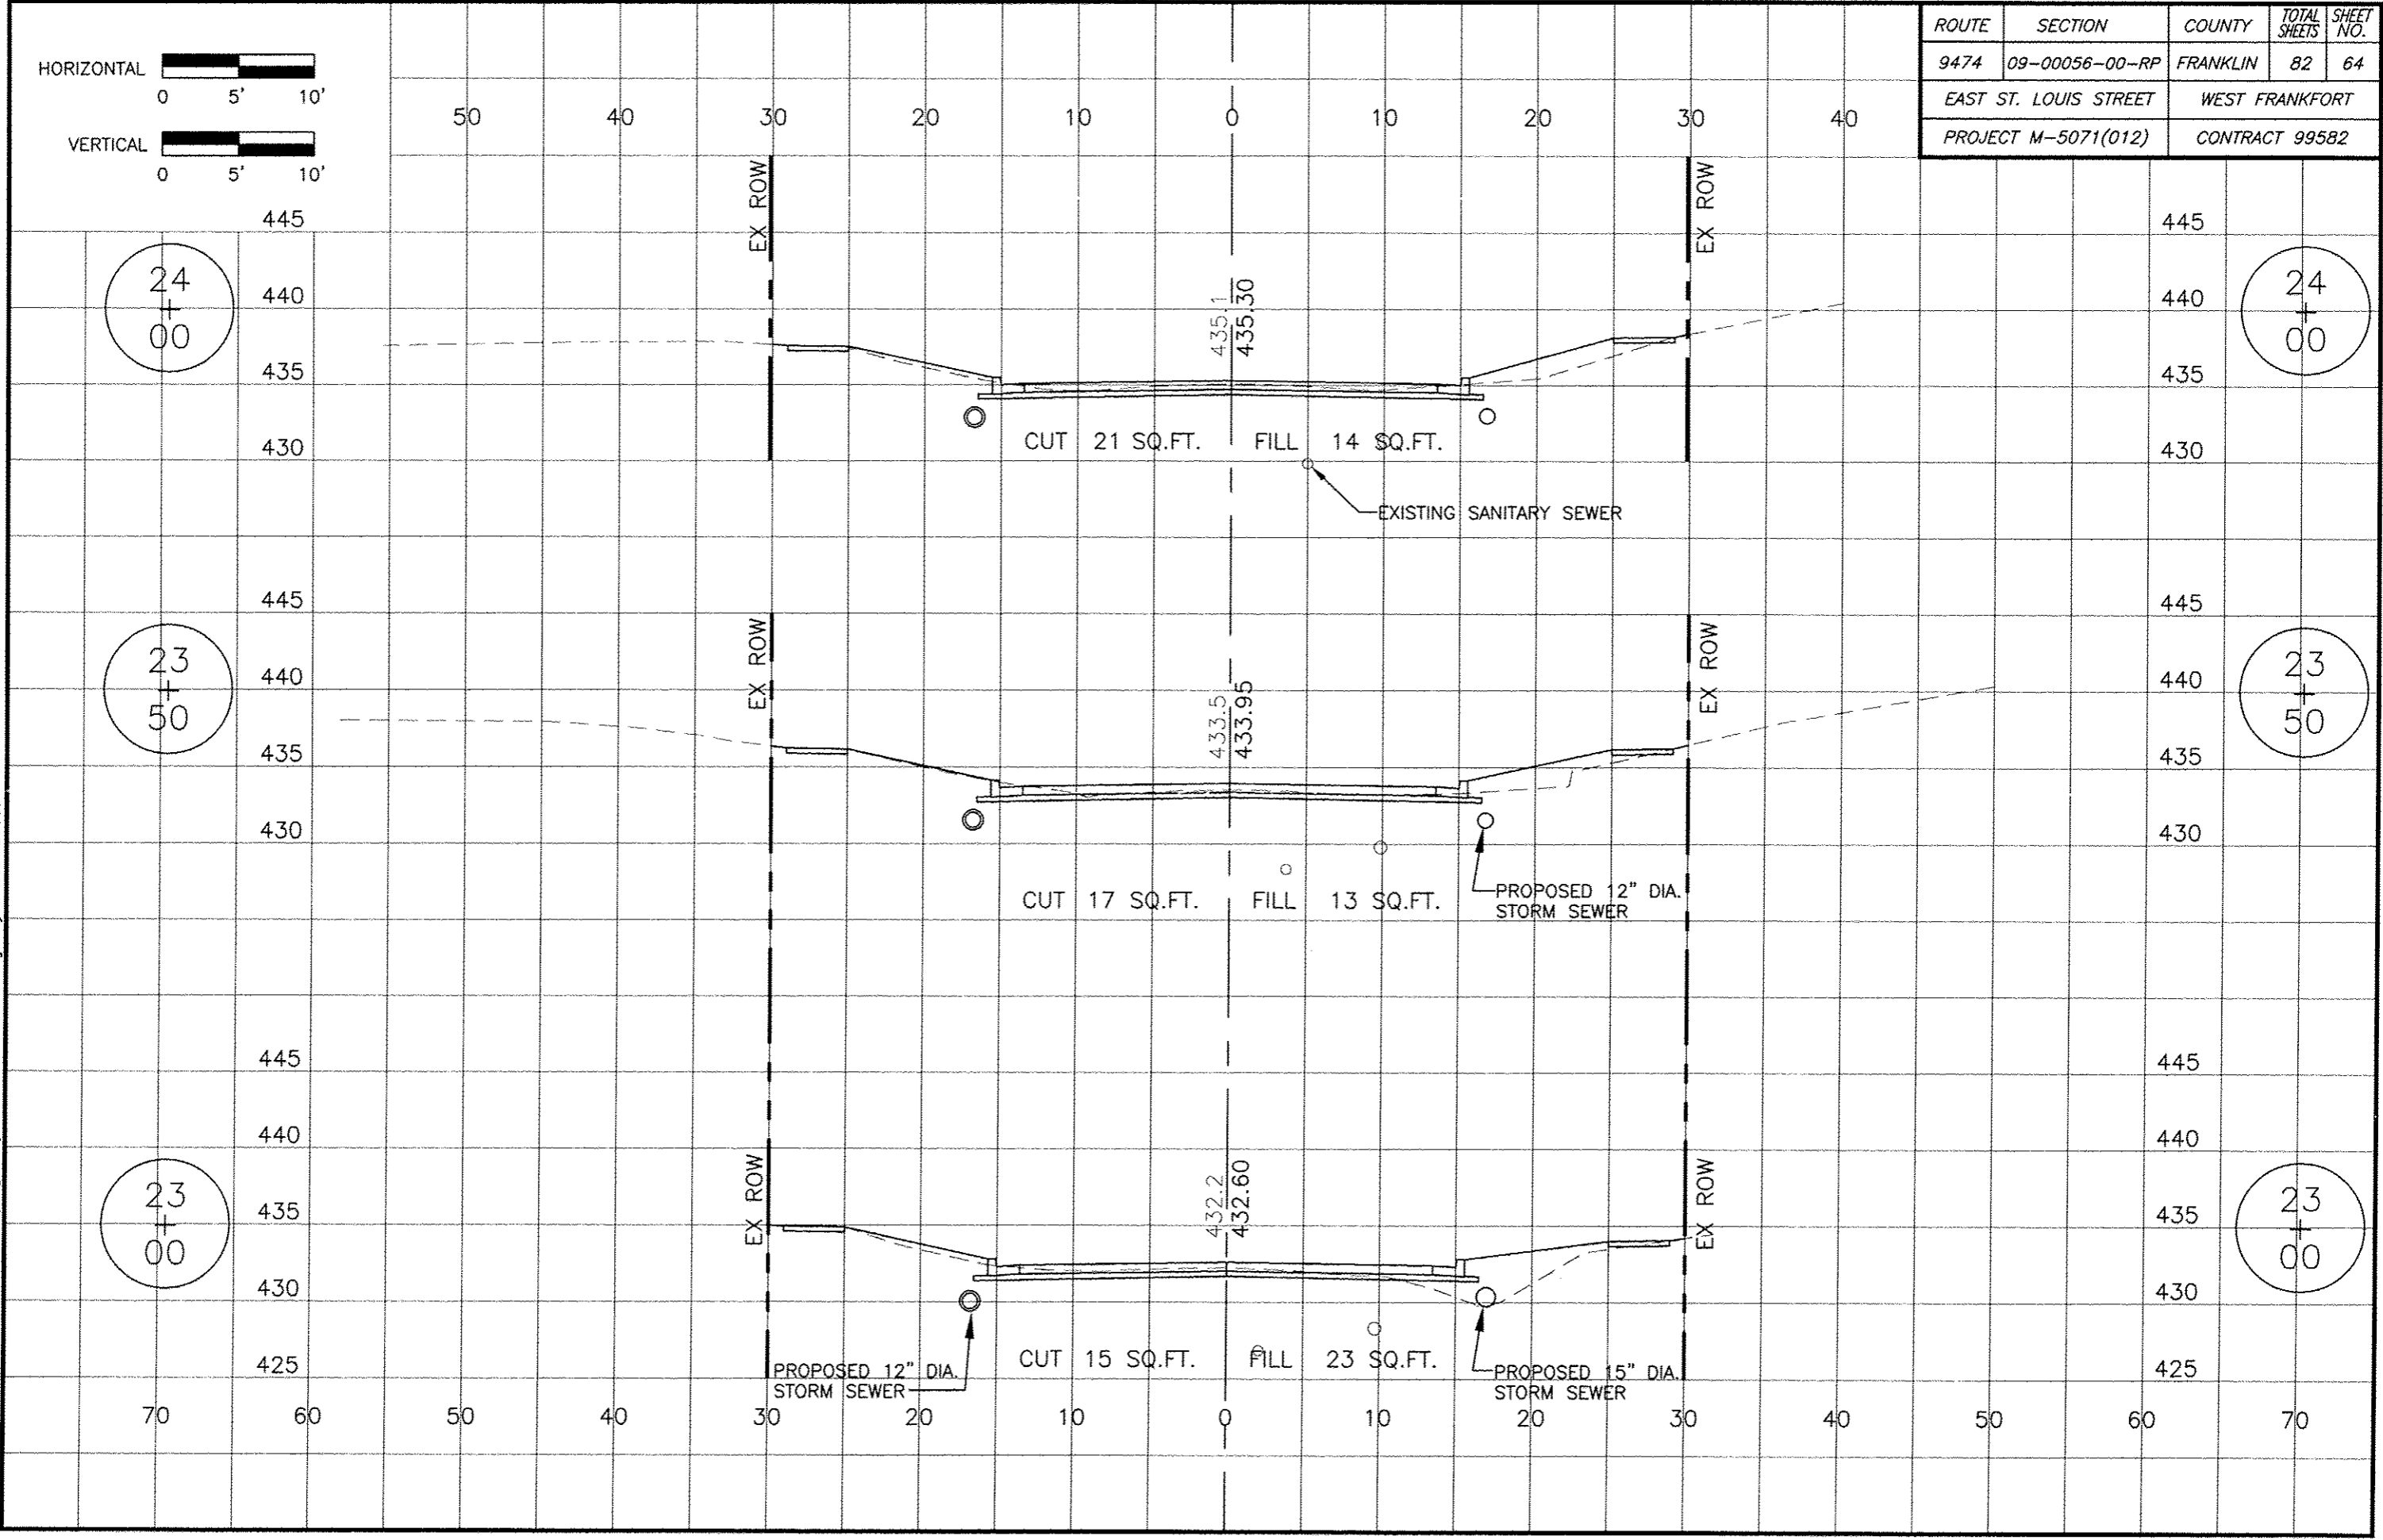 ROUTE SECTION COUNTY TOTAL SHEETS SHEET NO.
9474 09-00056-00-RP FRANKLIN 82 64
EAST ST. LOUIS STREET WEST FRANKFORT
PROJECT M-5071(012) CONTRACT 99582
HORIZONTAL
0 5' 10'
VERTICAL
0 5' 10'
50 40 30 20 10 0 10 20 30 40
EX ROW
EX ROW
445 445
24+00
440 440
24+00
435.1
435.30
435 435
430 430
CUT 21 SQ.FT. FILL 14 SQ.FT.
EXISTING SANITARY SEWER
445 445
EX ROW
EX ROW
23+50
440 440
23+50
433.5
433.95
435 435
430 430
CUT 17 SQ.FT. FILL 13 SQ.FT.
PROPOSED 12" DIA.
STORM SEWER
445 445
440 440
EX ROW
EX ROW
23+00
432.2
432.60
435 435
23+00
430 430
425 425
CUT 15 SQ.FT. FILL 23 SQ.FT.
PROPOSED 12" DIA.
STORM SEWER
PROPOSED 15" DIA.
STORM SEWER
70 60 50 40 30 20 10 0 10 20 30 40 50 60 70